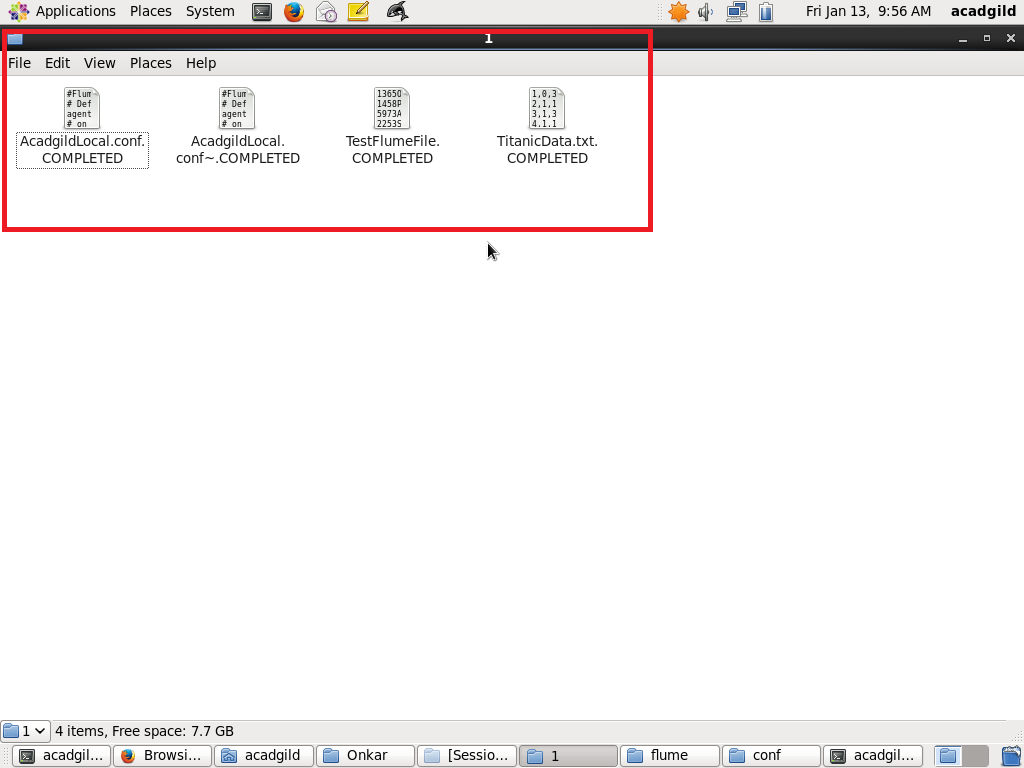 Applications Places System Fri Jan 13, 9:56 AM acadgild
1
File Edit View Places Help
#Flum
# Def
agent
# on
AcadgildLocal.conf.
COMPLETED
#Flum
# Def
agent
# on
AcadgildLocal.
conf~.COMPLETED
1365
1458P
5973A
2253S
TestFlumeFile.
COMPLETED
1,0,3
2,1,1
3,1,3
4.1.1
TitanicData.txt.
COMPLETED
1 4 items, Free space: 7.7 GB
acadgil... Browsi... acadgild Onkar [Sessio... 1 flume conf acadgil...